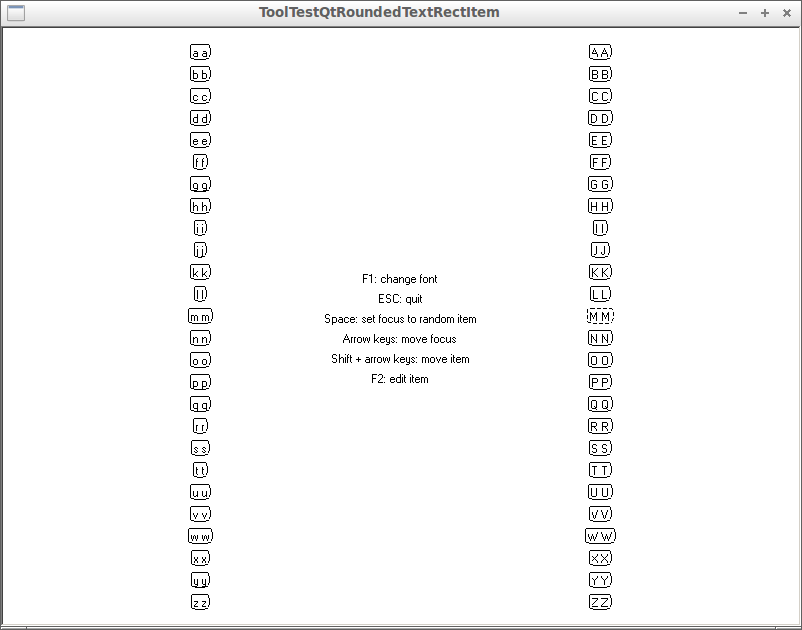 ToolTestQtRoundedTextRectItem
aa AA
bb BB
cc CC
dd DD
ee EE
ff FF
gg GG
hh HH
ii II
jj JJ
kk KK
ll LL
mm MM
nn NN
oo OO
pp PP
qq QQ
rr RR
ss SS
tt TT
uu UU
vv VV
ww WW
xx XX
yy YY
zz ZZ
F1: change font
ESC: quit
Space: set focus to random item
Arrow keys: move focus
Shift + arrow keys: move item
F2: edit item